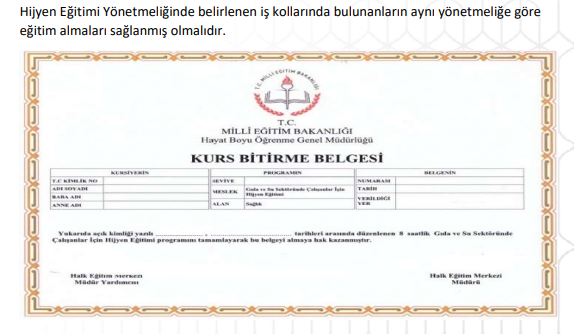 Hijyen Eğitimi Yönetmeliğinde belirlenen iş kollarında bulunanların aynı yönetmeliğe göre
eğitim almaları sağlanmış olmalıdır.
T.C. MİLLİ EĞİTİM BAKANLIĞI
T.C.
MİLLÎ EĞİTİM BAKANLIĞI
Hayat Boyu Öğrenme Genel Müdürlüğü
KURS BİTİRME BELGESİ
KURSİYERİN PROGRAMIN BELGENİN
T.C KİMLİK NO SEVİYE NUMARASI
ADI SOYADI MESLEK Gıda ve Su Sektöründe Çalışanlar İçin Hijyen Eğitimi TARİH
BABA ADI VERİLDİĞİ YER
ANNE ADI ALAN Sağlık
Yukarıda açık kimliği yazılı ................ , ................ tarihleri arasında düzenlenen 8 saatlik Gıda ve Su Sektöründe
Çalışanlar İçin Hijyen Eğitimi programını tamamlayarak bu belgeyi almaya hak kazanmıştır.
Halk Eğitim Merkezi Halk Eğitim Merkezi
Müdür Yardımcısı Müdürü